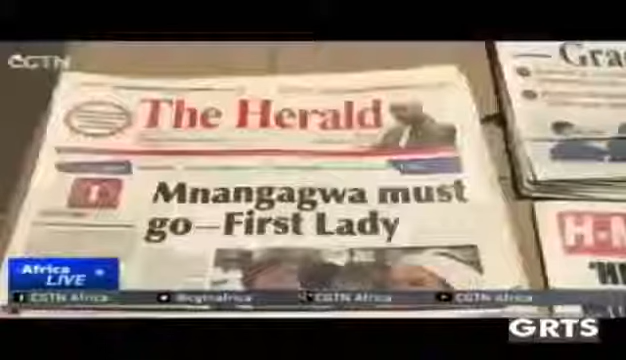 CGTN
The Herald
Mnangagwa must
go—First Lady
Africa
LIVE
CGTN Africa
@cgtnafrica
CGTN Africa
CGTN Africa
GRTS